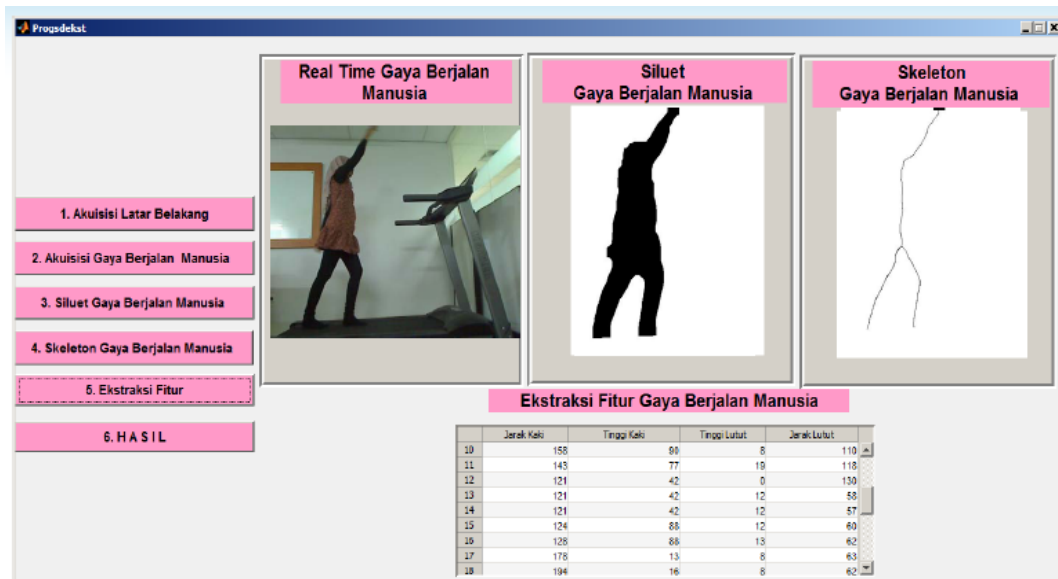 Progsdekst
Real Time Gaya Berjalan
Manusia
Siluet
Gaya Berjalan Manusia
Skeleton
Gaya Berjalan Manusia
1. Akuisisi Latar Belakang
2. Akuisisi Gaya Berjalan Manusia
3. Siluet Gaya Berjalan Manusia
4. Skeleton Gaya Berjalan Manusia
5. Ekstraksi Fitur
6. H A S I L
Ekstraksi Fitur Gaya Berjalan Manusia
Jarak Kaki Tinggi Kaki Tinggi Lutut Jarak Lutut
10 158 90 8 110
11 143 77 19 118
12 121 42 0 130
13 121 42 12 58
14 121 42 12 57
15 124 88 12 60
16 128 88 13 62
17 178 13 8 63
18 194 16 8 62